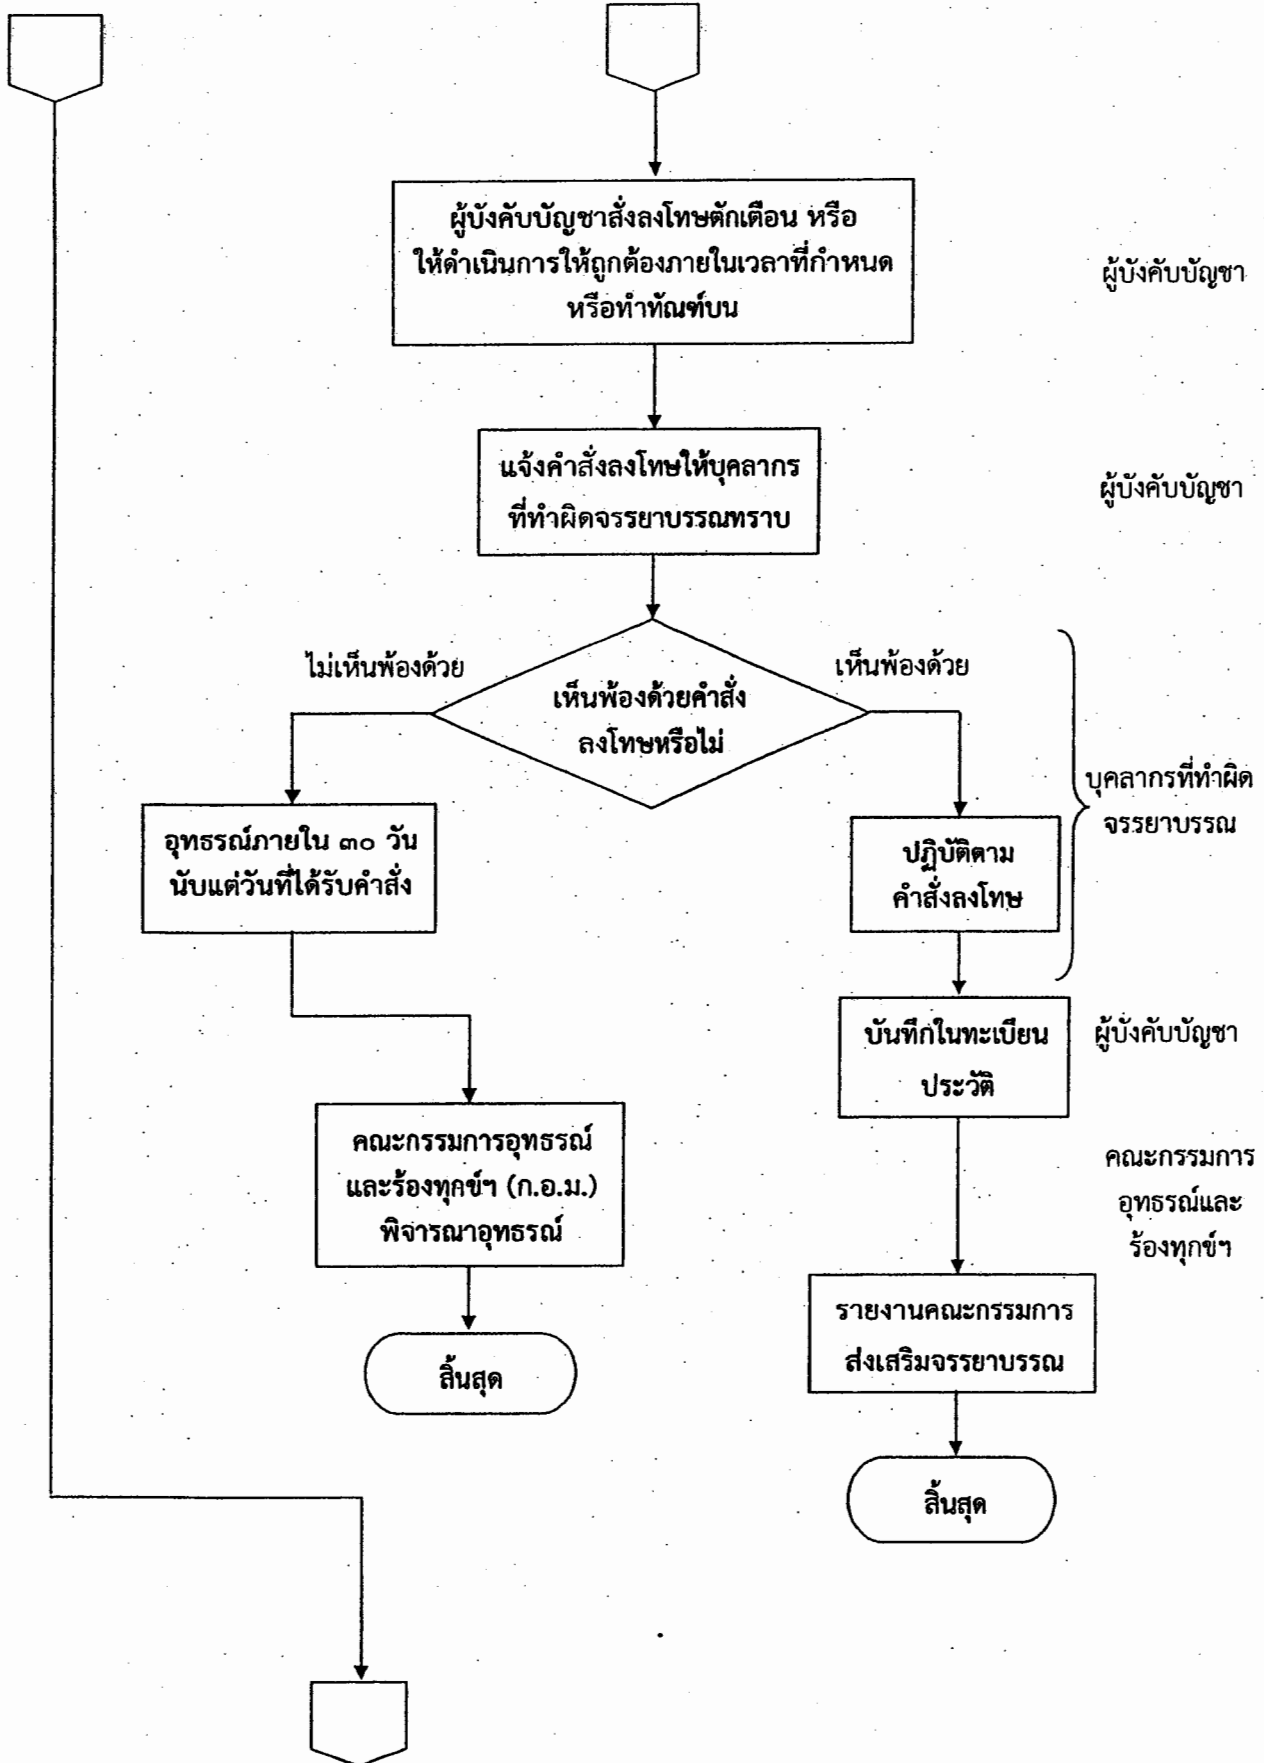 ผู้บังคับบัญชาสั่งลงโทษตักเตือน หรือ
ให้ดำเนินการให้ถูกต้องภายในเวลาที่กำหนด
หรือทำทัณฑ์บน
ผู้บังคับบัญชา
แจ้งคำสั่งลงโทษให้บุคลากร
ที่ทำผิดจรรยาบรรณทราบ
ผู้บังคับบัญชา
ไม่เห็นพ้องด้วย
เห็นพ้องด้วยคำสั่ง
ลงโทษหรือไม่
เห็นพ้องด้วย
บุคลากรที่ทำผิด
จรรยาบรรณ
อุทธรณ์ภายใน ๓๐ วัน
นับแต่วันที่ได้รับคำสั่ง
ปฏิบัติตาม
คำสั่งลงโทษ
บันทึกในทะเบียน
ประวัติ
ผู้บังคับบัญชา
คณะกรรมการอุทธรณ์
และร้องทุกข์ฯ (ก.อ.ม.)
พิจารณาอุทธรณ์
คณะกรรมการ
อุทธรณ์และ
ร้องทุกข์ฯ
รายงานคณะกรรมการ
ส่งเสริมจรรยาบรรณ
สิ้นสุด
สิ้นสุด